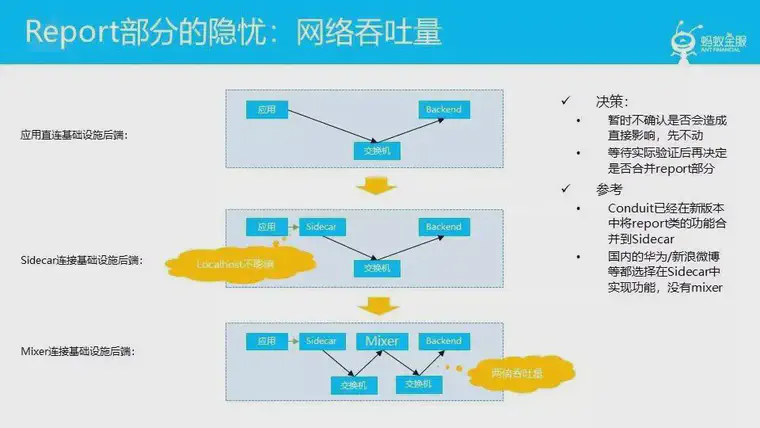 Report部分的隐忧：网络吞吐量
蚂蚁金服
ANT FINANCIAL
应用直连基础设施后端：
应用
Backend
交换机
Sidecar连接基础设施后端：
应用
Sidecar
Backend
Localhost不影响
交换机
Mixer连接基础设施后端：
应用
Sidecar
Mixer
Backend
交换机
交换机
两倍吞吐量
✓ 决策：
• 暂时不确认是否会造成
直接影响，先不动
• 等待实际验证后再决定
是否合并report部分
✓ 参考
• Conduit已经在新版本
中将report类的功能合
并到Sidecar
• 国内的华为/新浪微博
等都选择在Sidecar中
实现功能，没有mixer